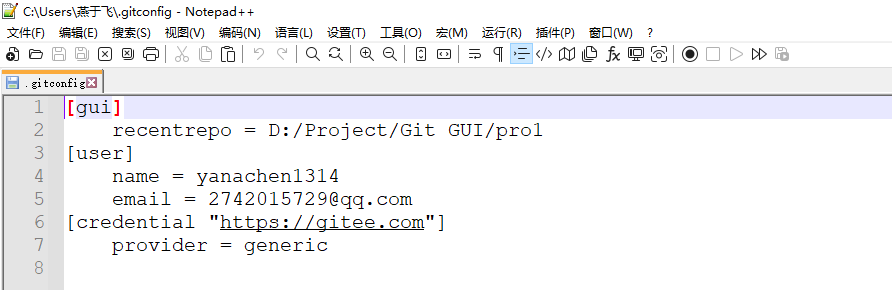 C:\Users\燕于飞\.gitconfig - Notepad++
文件(F) 编辑(E) 搜索(S) 视图(V) 编码(N) 语言(L) 设置(T) 工具(O) 宏(M) 运行(R) 插件(P) 窗口(W) ?
.gitconfig
1 [gui]
2 recentrepo = D:/Project/Git GUI/pro1
3 [user]
4 name = yanachen1314
5 email = 2742015729@qq.com
6 [credential "https://gitee.com"]
7 provider = generic
8